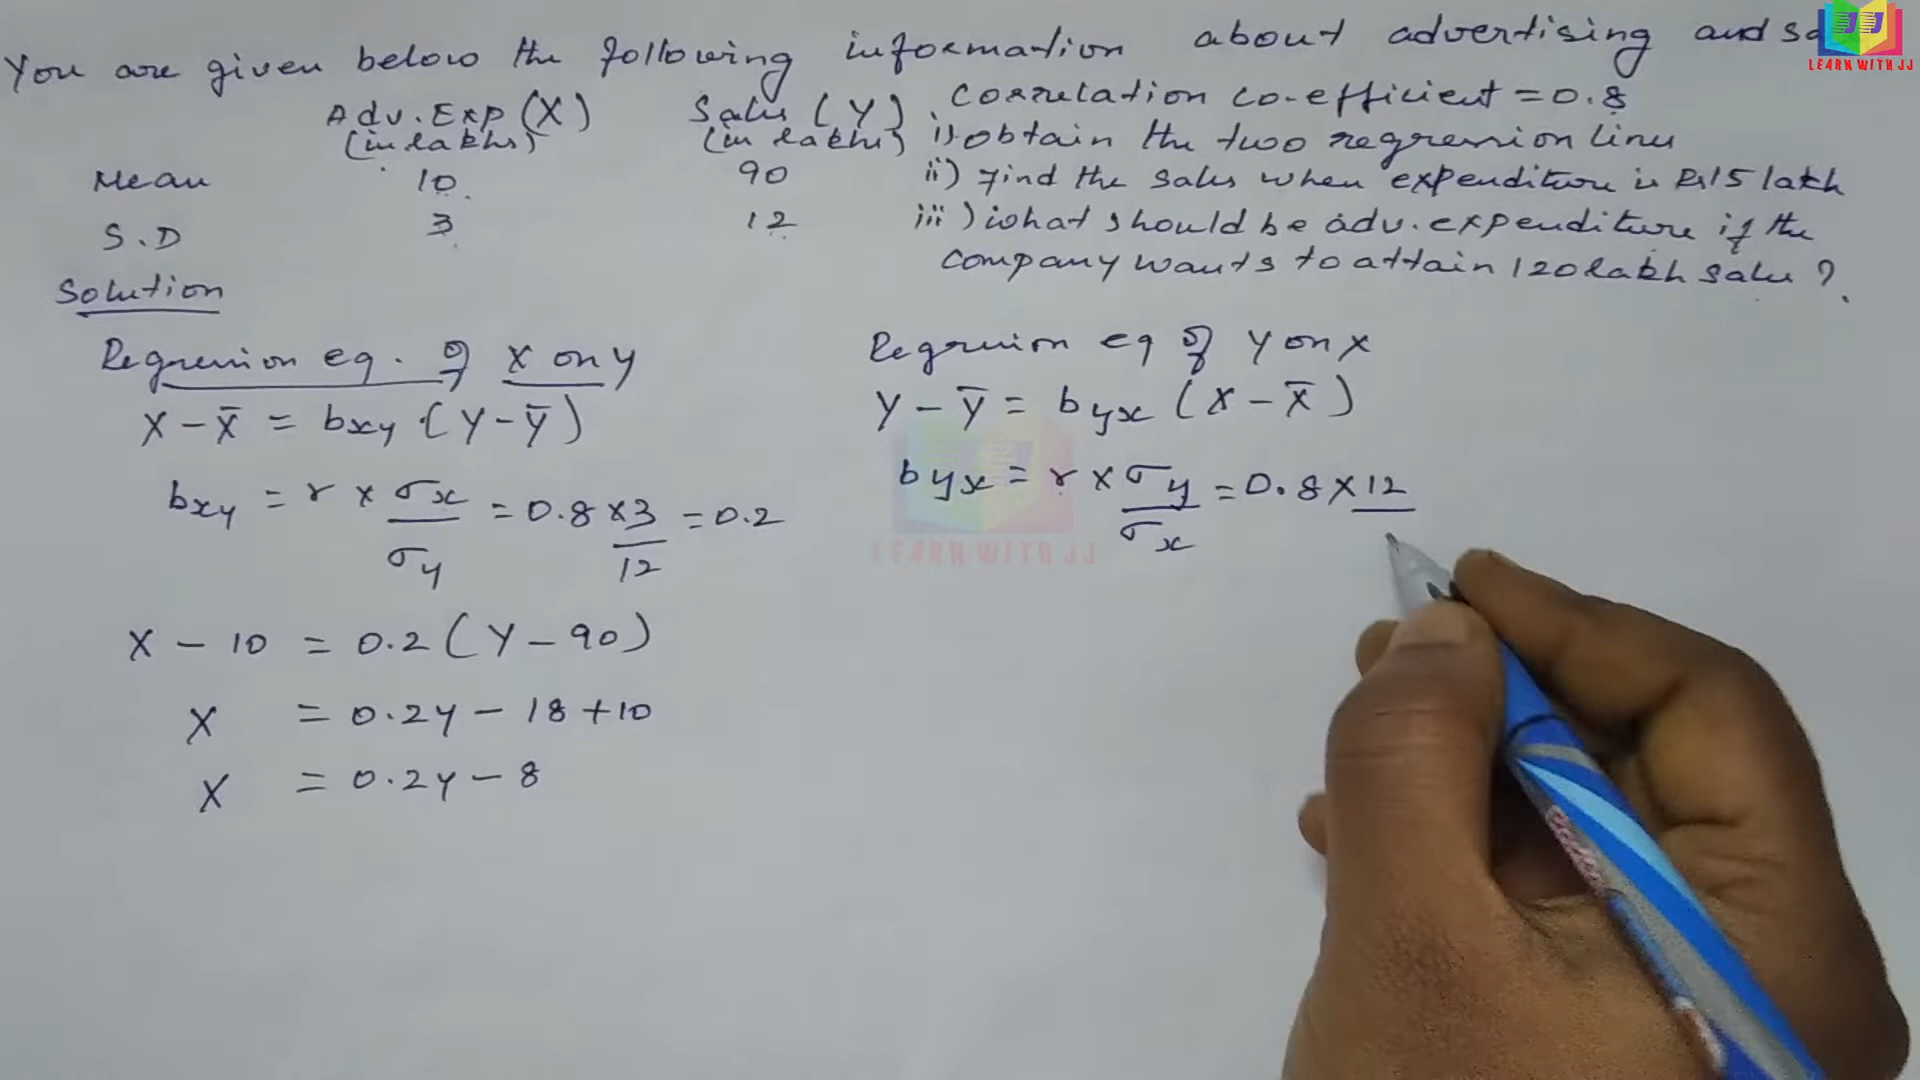 You are given below the following information about advertising and sa
Adv. Exp (X) Sales (Y) Correlation co-efficient = 0.8
(in lakhs) (in lakhs) i) obtain the two regression lines
Mean 10 90 ii) Find the sales when expenditure is Rs15 lakh
S.D 3 12 iii) what should be adv. expenditure if the
company wants to attain 120 lakh sales ?
Solution
Regression eq. of X on y
X - x̄ = bxy (Y - ȳ)
bxy = r × σx/σy = 0.8 × 3/12 = 0.2
X - 10 = 0.2 (Y - 90)
X = 0.2y - 18 + 10
X = 0.2y - 8
Regression eq of Y on X
Y - ȳ = byx (X - x̄)
byx = r × σy/σx = 0.8 × 12
LEARN WITH JJ